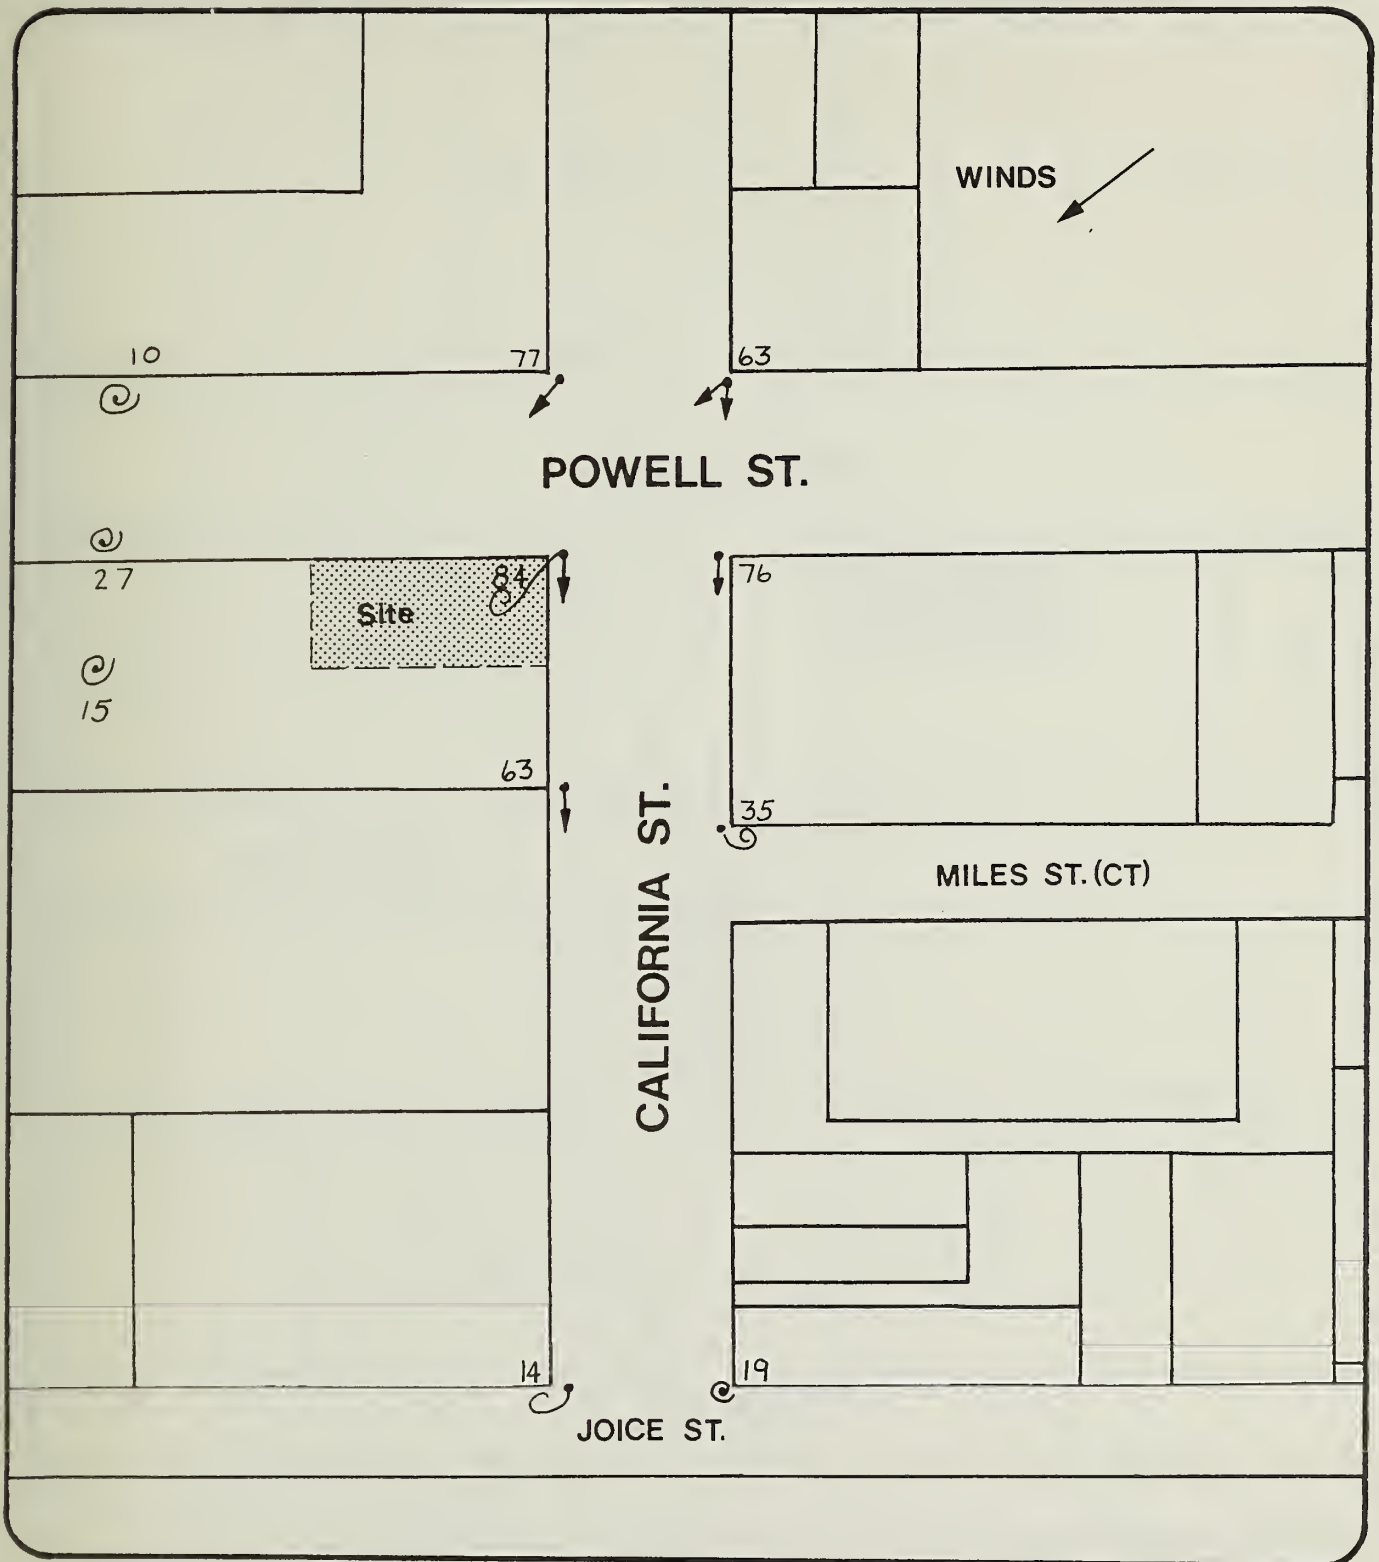 WINDS
10
77
63
POWELL ST.
27
84
76
Site
15
63
35
CALIFORNIA ST.
MILES ST. (CT)
14
19
JOICE ST.